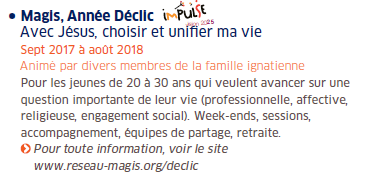 • Magis, Année Déclic imPULSE
Avec Jésus, choisir et unifier ma vie
Sept 2017 à août 2018
Animé par divers membres de la famille ignatienne
Pour les jeunes de 20 à 30 ans qui veulent avancer sur une
question importante de leur vie (professionnelle, affective,
religieuse, engagement social). Week-ends, sessions,
accompagnement, équipes de partage, retraite.
Pour toute information, voir le site
www.reseau-magis.org/declic